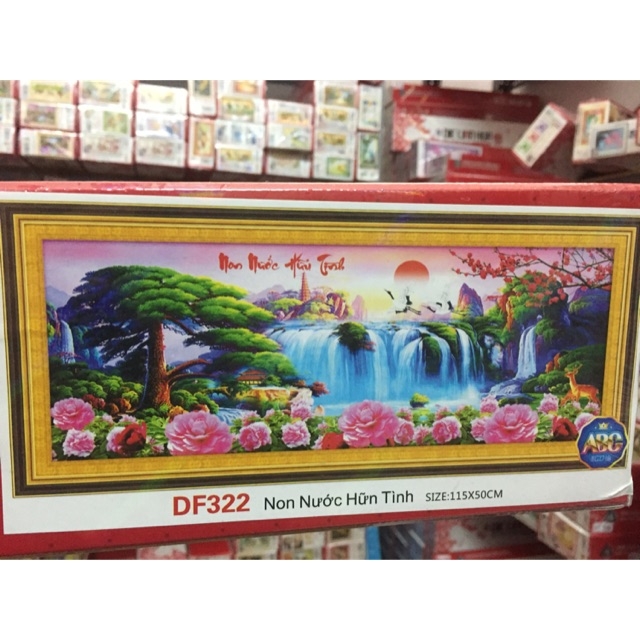 Non Nước Hữu Tình
ABC
DF322 Non Nước Hữn Tình SIZE:115X50CM